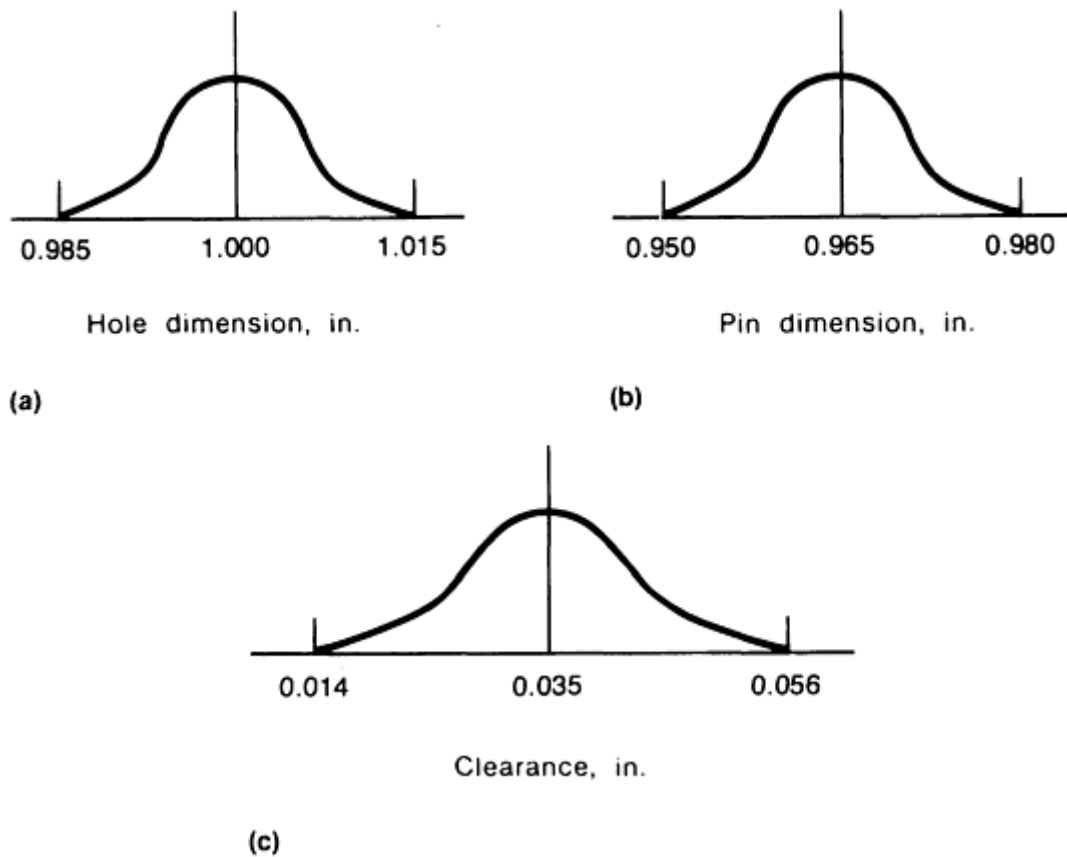 0.985 1.000 1.015
0.950 0.965 0.980
Hole dimension, in.
Pin dimension, in.
(a)
(b)
0.014 0.035 0.056
Clearance, in.
(c)